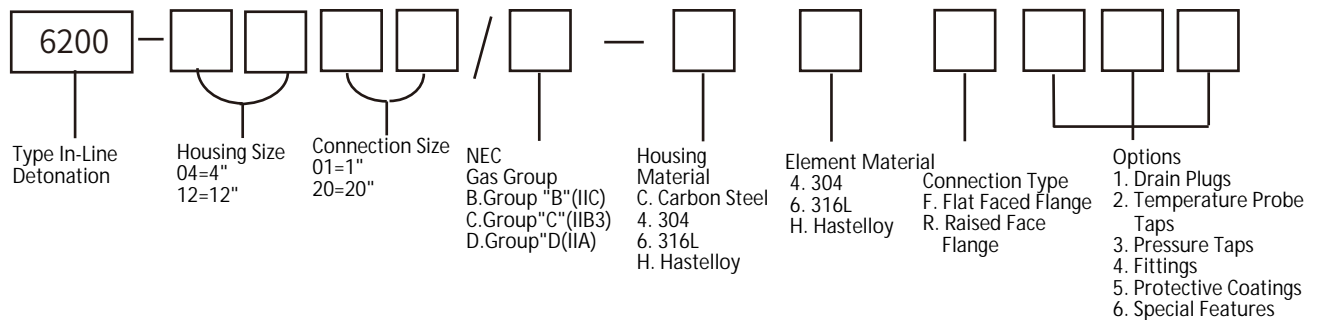 6200
Type In-Line
Detonation
Housing Size
04=4"
12=12"
Connection Size
01=1"
20=20"
NEC
Gas Group
B.Group "B"(IIC)
C.Group"C"(IIB3)
D.Group"D(IIA)
Housing
Material
C. Carbon Steel
4. 304
6. 316L
H. Hastelloy
Element Material
4. 304
6. 316L
H. Hastelloy
Connection Type
F. Flat Faced Flange
R. Raised Face
Flange
Options
1. Drain Plugs
2. Temperature Probe
Taps
3. Pressure Taps
4. Fittings
5. Protective Coatings
6. Special Features